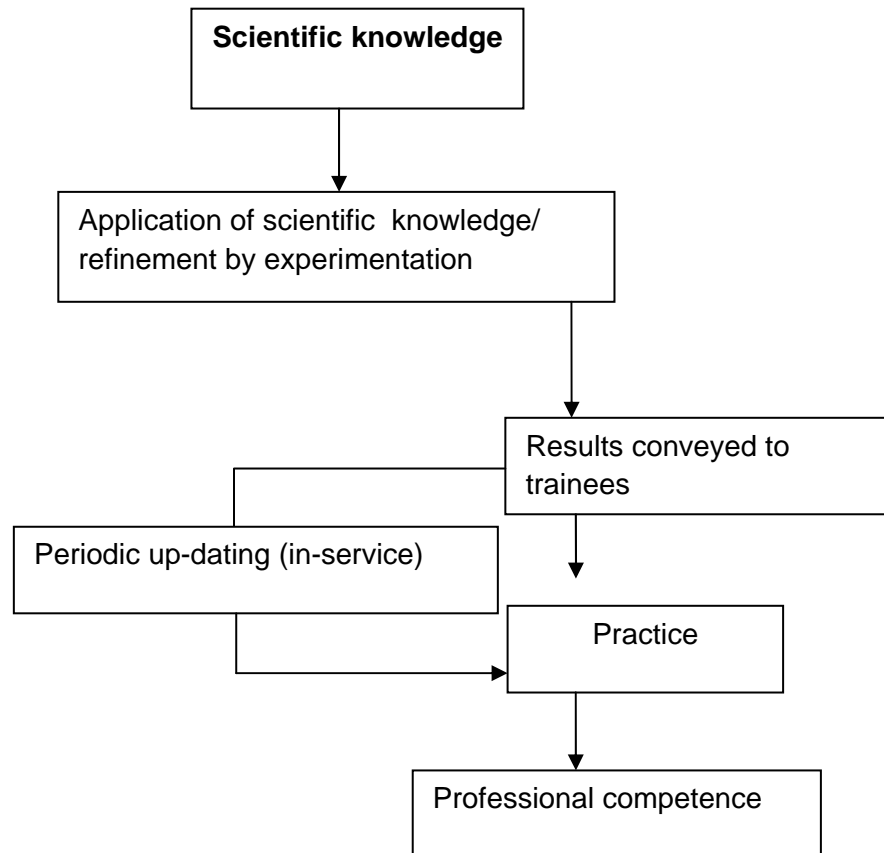 Scientific knowledge
Application of scientific knowledge/
refinement by experimentation
Results conveyed to
trainees
Periodic up-dating (in-service)
Practice
Professional competence